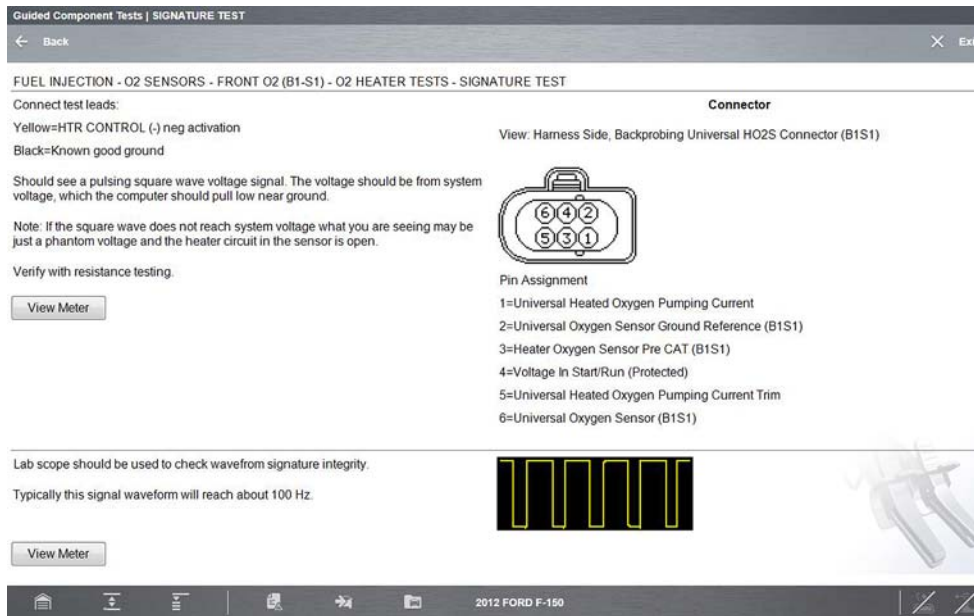 Guided Component Tests | SIGNATURE TEST
Back
FUEL INJECTION - O2 SENSORS - FRONT O2 (B1-S1) - O2 HEATER TESTS - SIGNATURE TEST
Connect test leads:
Yellow=HTR CONTROL (-) neg activation
Black=Known good ground
Should see a pulsing square wave voltage signal. The voltage should be from system
voltage, which the computer should pull low near ground.
Note: If the square wave does not reach system voltage what you are seeing may be
just a phantom voltage and the heater circuit in the sensor is open.
Verify with resistance testing.
View Meter
Connector
View: Harness Side, Backprobing Universal HO2S Connector (B1S1)
6 4 2
5 3 1
Pin Assignment
1=Universal Heated Oxygen Pumping Current
2=Universal Oxygen Sensor Ground Reference (B1S1)
3=Heater Oxygen Sensor Pre CAT (B1S1)
4=Voltage In Start/Run (Protected)
5=Universal Heated Oxygen Pumping Current Trim
6=Universal Oxygen Sensor (B1S1)
Lab scope should be used to check wavefrom signature integrity.
Typically this signal waveform will reach about 100 Hz.
View Meter
2012 FORD F-150